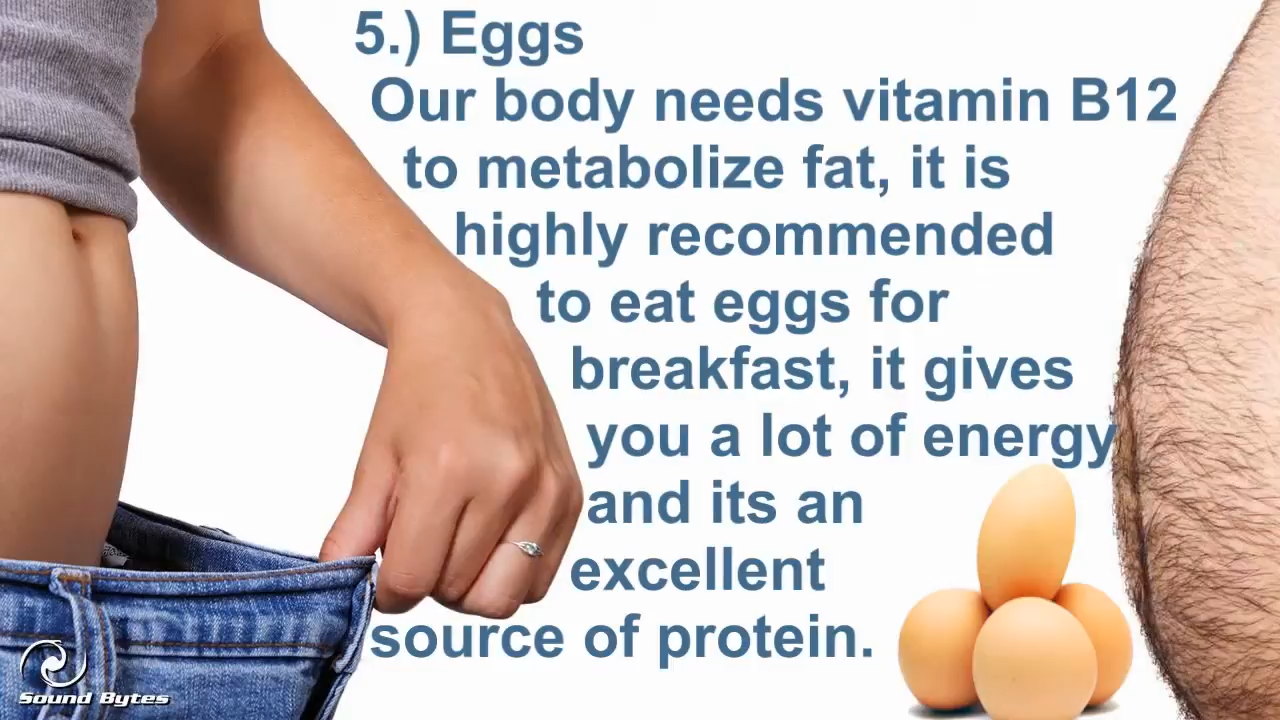 5.) Eggs
Our body needs vitamin B12
to metabolize fat, it is
highly recommended
to eat eggs for
breakfast, it gives
you a lot of energy
and its an
excellent
source of protein.
Sound Bytes